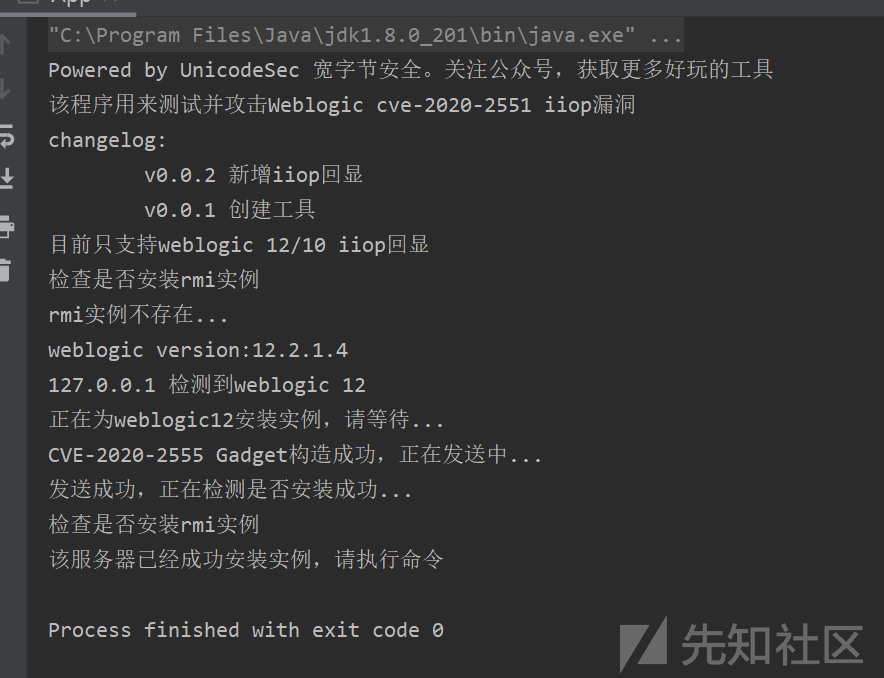 App
"C:\Program Files\Java\jdk1.8.0_201\bin\java.exe" ...
Powered by UnicodeSec 宽字节安全。关注公众号，获取更多好玩的工具
该程序用来测试并攻击Weblogic cve-2020-2551 iiop漏洞
changelog:
v0.0.2 新增iiop回显
v0.0.1 创建工具
目前只支持weblogic 12/10 iiop回显
检查是否安装rmi实例
rmi实例不存在...
weblogic version:12.2.1.4
127.0.0.1 检测到weblogic 12
正在为weblogic12安装实例，请等待...
CVE-2020-2555 Gadget构造成功，正在发送中...
发送成功，正在检测是否安装成功...
检查是否安装rmi实例
该服务器已经成功安装实例，请执行命令
Process finished with exit code 0
先知社区